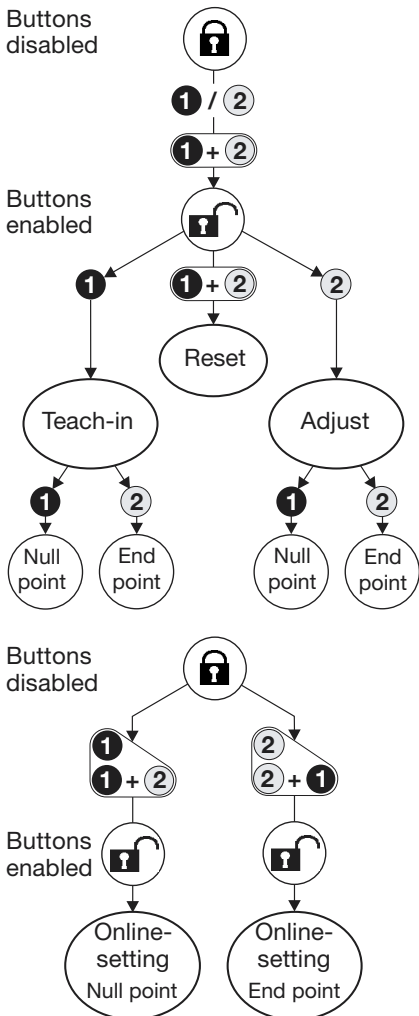 Buttons
disabled
1 / 2
1 + 2
Buttons
enabled
1 1 + 2 2
Reset
Teach-in Adjust
1 2 1 2
Null End Null End
point point point point
Buttons
disabled
1 2
1 + 2 2 + 1
Buttons
enabled
Online- Online-
setting setting
Null point End point